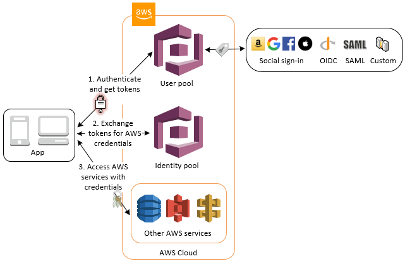 aws
1. Authenticate
and get tokens
User pool
a G f
Social sign-in
OIDC
SAML
SAML
Custom
2. Exchange
tokens for AWS
credentials
Identity pool
App
3. Access AWS
services with
credentials
Other AWS services
AWS Cloud